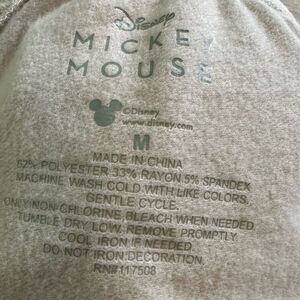 Disney
MICKEY
MOUSE
©Disney
www.disney.com
M
MADE IN CHINA
62% POLYESTER 33% RAYON 5% SPANDEX
MACHINE WASH COLD WITH LIKE COLORS,
GENTLE CYCLE.
ONLY NON-CHLORINE BLEACH WHEN NEEDED
TUMBLE DRY LOW. REMOVE PROMPTLY
COOL IRON IF NEEDED
DO NOT IRON DECORATION
RN#117508